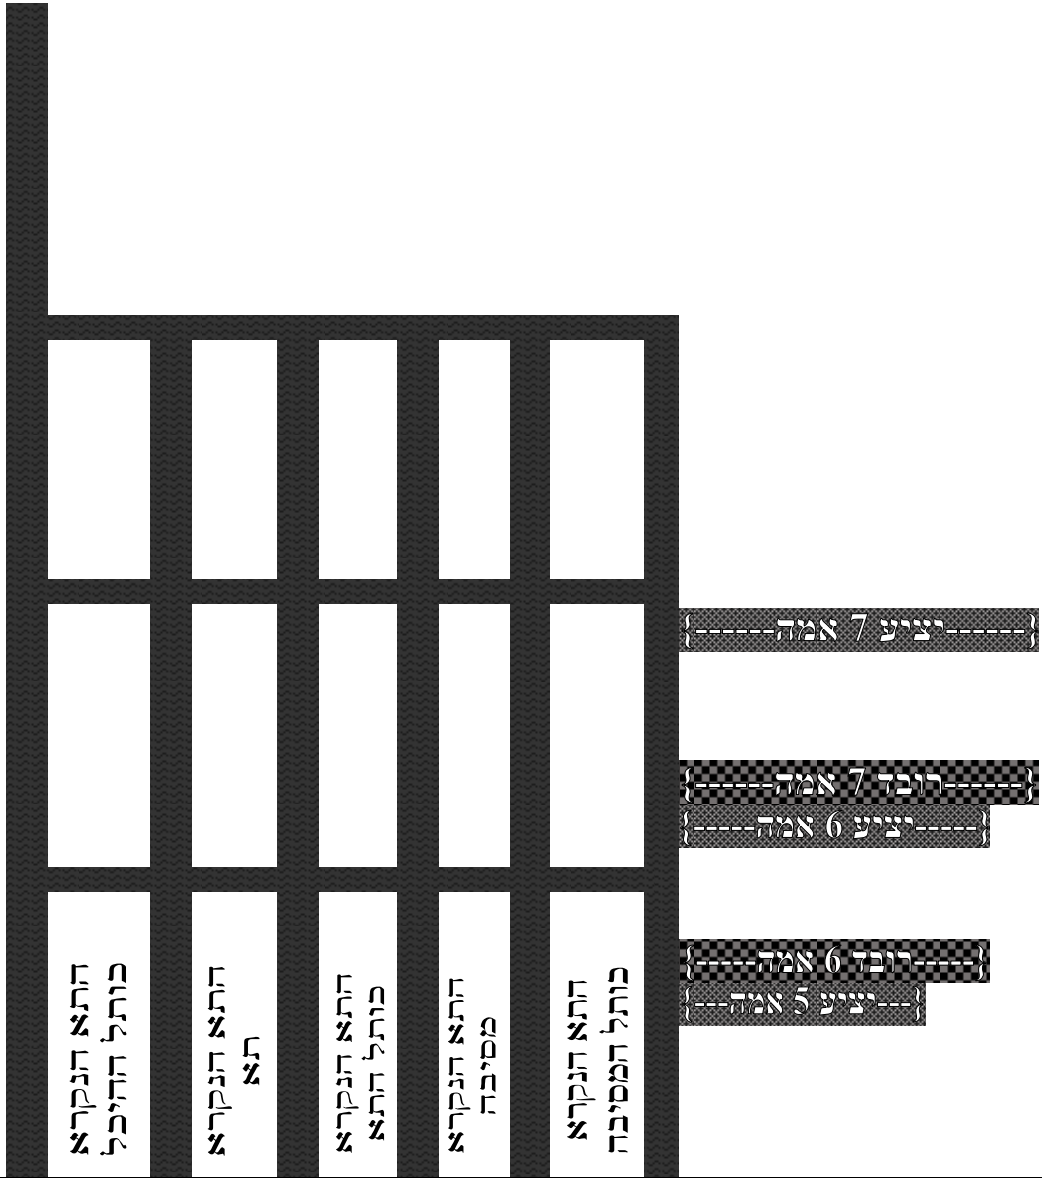 {------יציע 7 אמה------}
{------רובד 7 אמה------}
{-----יציע 6 אמה-----}
{-----רובד 6 אמה-----}
{---יציע 5 אמה---}
התא הנקרא
כותל ההיכל
התא הנקרא
תא
התא הנקרא
כותל התא
התא הנקרא
מסיבה
התא הנקרא
כותל המסיבה